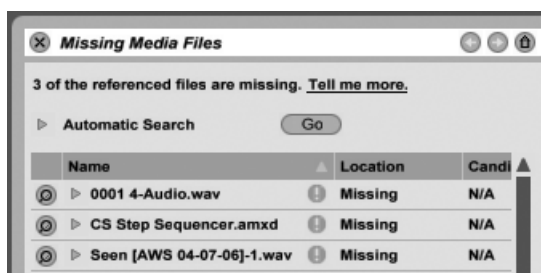 Missing Media Files
3 of the referenced files are missing. Tell me more.
Automatic Search Go
Name Location Candi
0001 4-Audio.wav Missing N/A
CS Step Sequencer.amxd Missing N/A
Seen [AWS 04-07-06]-1.wav Missing N/A